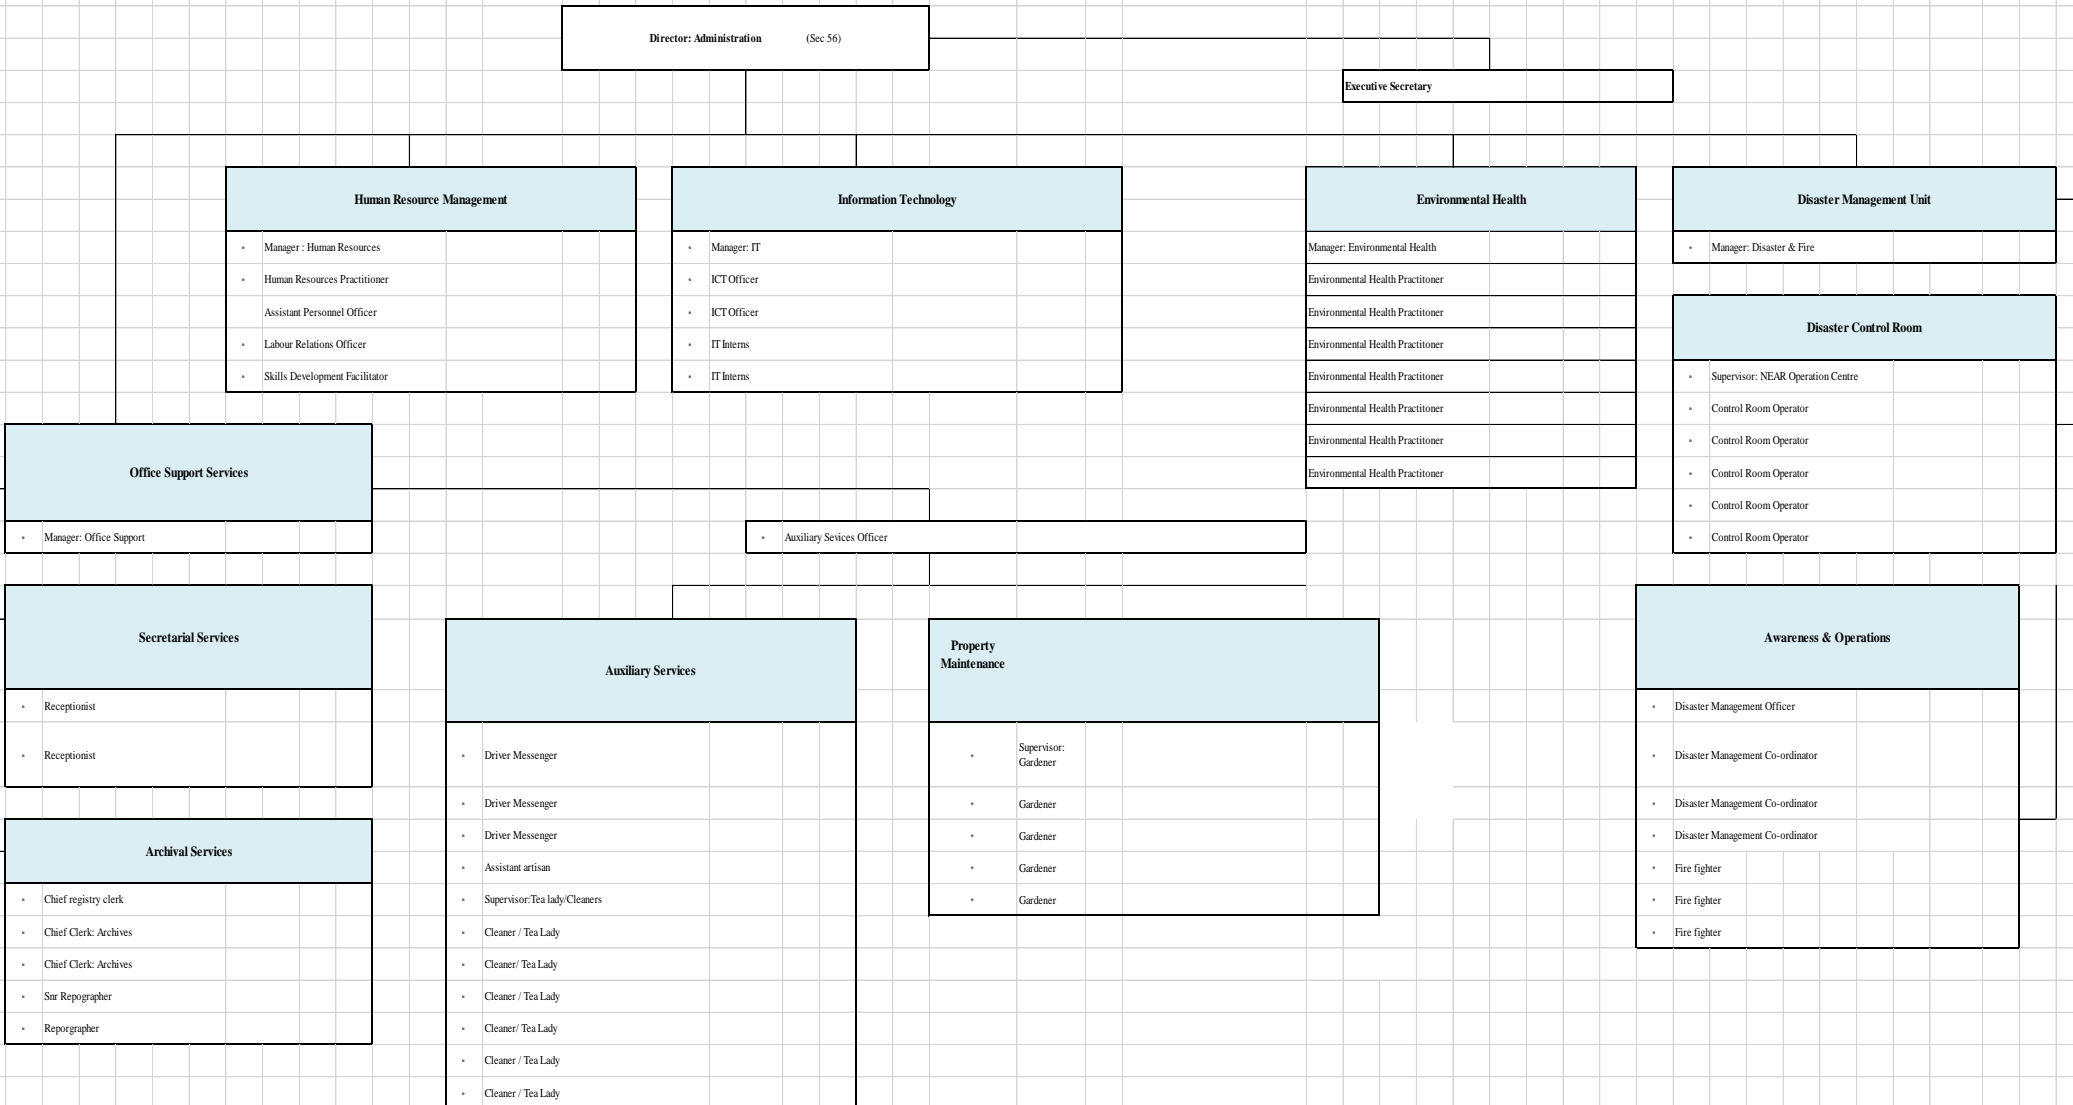 Director: Administration (Sec 56)
Executive Secretary
Human Resource Management
• Manager : Human Resources
• Human Resources Practitioner
Assistant Personnel Officer
• Labour Relations Officer
• Skills Development Facilitator
Information Technology
• Manager: IT
• ICT Officer
• ICT Officer
• IT Interns
• IT Interns
Environmental Health
Manager: Environmental Health
Environmental Health Practitoner
Environmental Health Practitoner
Environmental Health Practitoner
Environmental Health Practitoner
Environmental Health Practitoner
Environmental Health Practitoner
Environmental Health Practitoner
Disaster Management Unit
• Manager: Disaster & Fire
Disaster Control Room
• Supervisor: NEAR Operation Centre
• Control Room Operator
• Control Room Operator
• Control Room Operator
• Control Room Operator
• Control Room Operator
Office Support Services
• Manager: Office Support
• Auxiliary Sevices Officer
Secretarial Services
• Receptionist
• Receptionist
Archival Services
• Chief registry clerk
• Chief Clerk: Archives
• Chief Clerk: Archives
• Snr Repographer
• Reporgrapher
Auxiliary Services
• Driver Messenger
• Driver Messenger
• Driver Messenger
• Assistant artisan
• Supervisor:Tea lady/Cleaners
• Cleaner / Tea Lady
• Cleaner/ Tea Lady
• Cleaner / Tea Lady
• Cleaner/ Tea Lady
• Cleaner / Tea Lady
• Cleaner / Tea Lady
Property
Maintenance
• Supervisor:
Gardener
• Gardener
• Gardener
• Gardener
• Gardener
Awareness & Operations
• Disaster Management Officer
• Disaster Management Co-ordinator
• Disaster Management Co-ordinator
• Disaster Management Co-ordinator
• Fire fighter
• Fire fighter
• Fire fighter